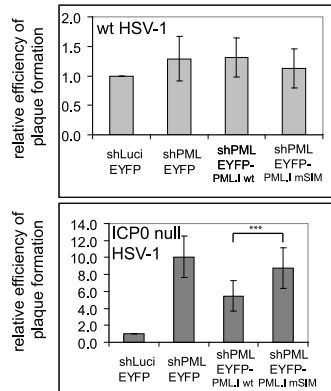 relative efficiency of
plaque formation
wt HSV-1
2.0
1.5
1.0
0.5
0.0
shLuci
EYFP
shPML
EYFP
shPML
EYFP-
PML.I wt
shPML
EYFP-
PML.I mSIM
relative efficiency of
plaque formation
ICP0 null
HSV-1
***
14.0
12.0
10.0
8.0
6.0
4.0
2.0
0.0
shLuci
EYFP
shPML
EYFP
shPML
EYFP-
PML.I wt
shPML
EYFP-
PML.I mSIM